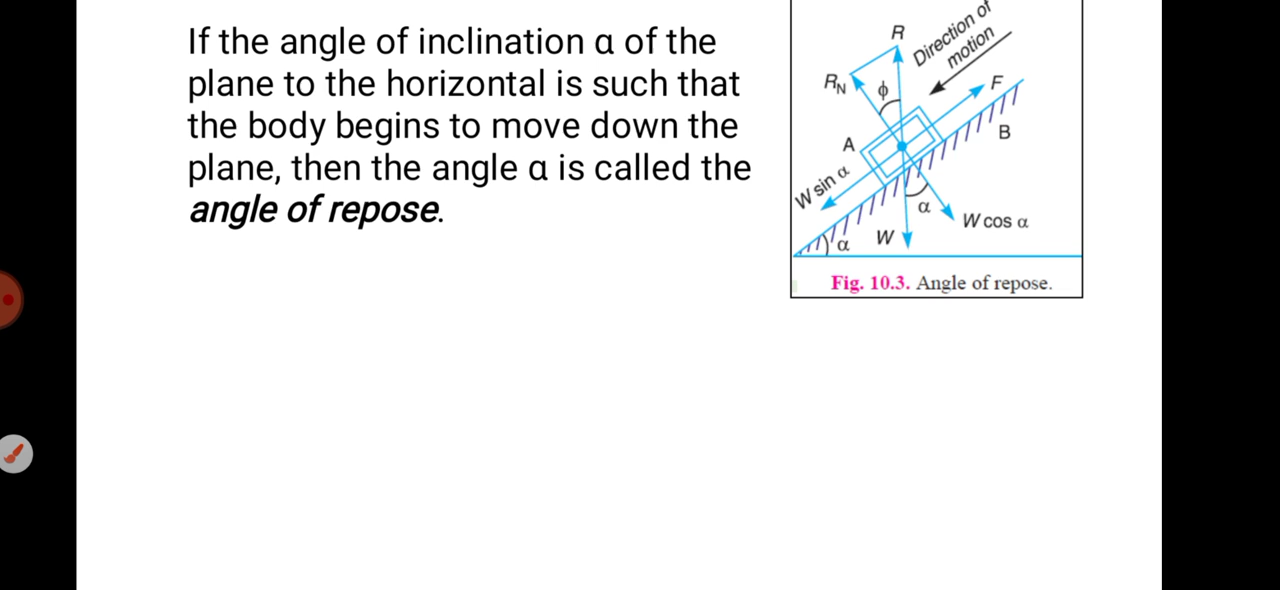 If the angle of inclination α of the
plane to the horizontal is such that
the body begins to move down the
plane, then the angle α is called the
angle of repose.
R
Direction of
motion
R_N
ϕ
F
A
B
W sin α
α
W cos α
W
α
Fig. 10.3. Angle of repose.